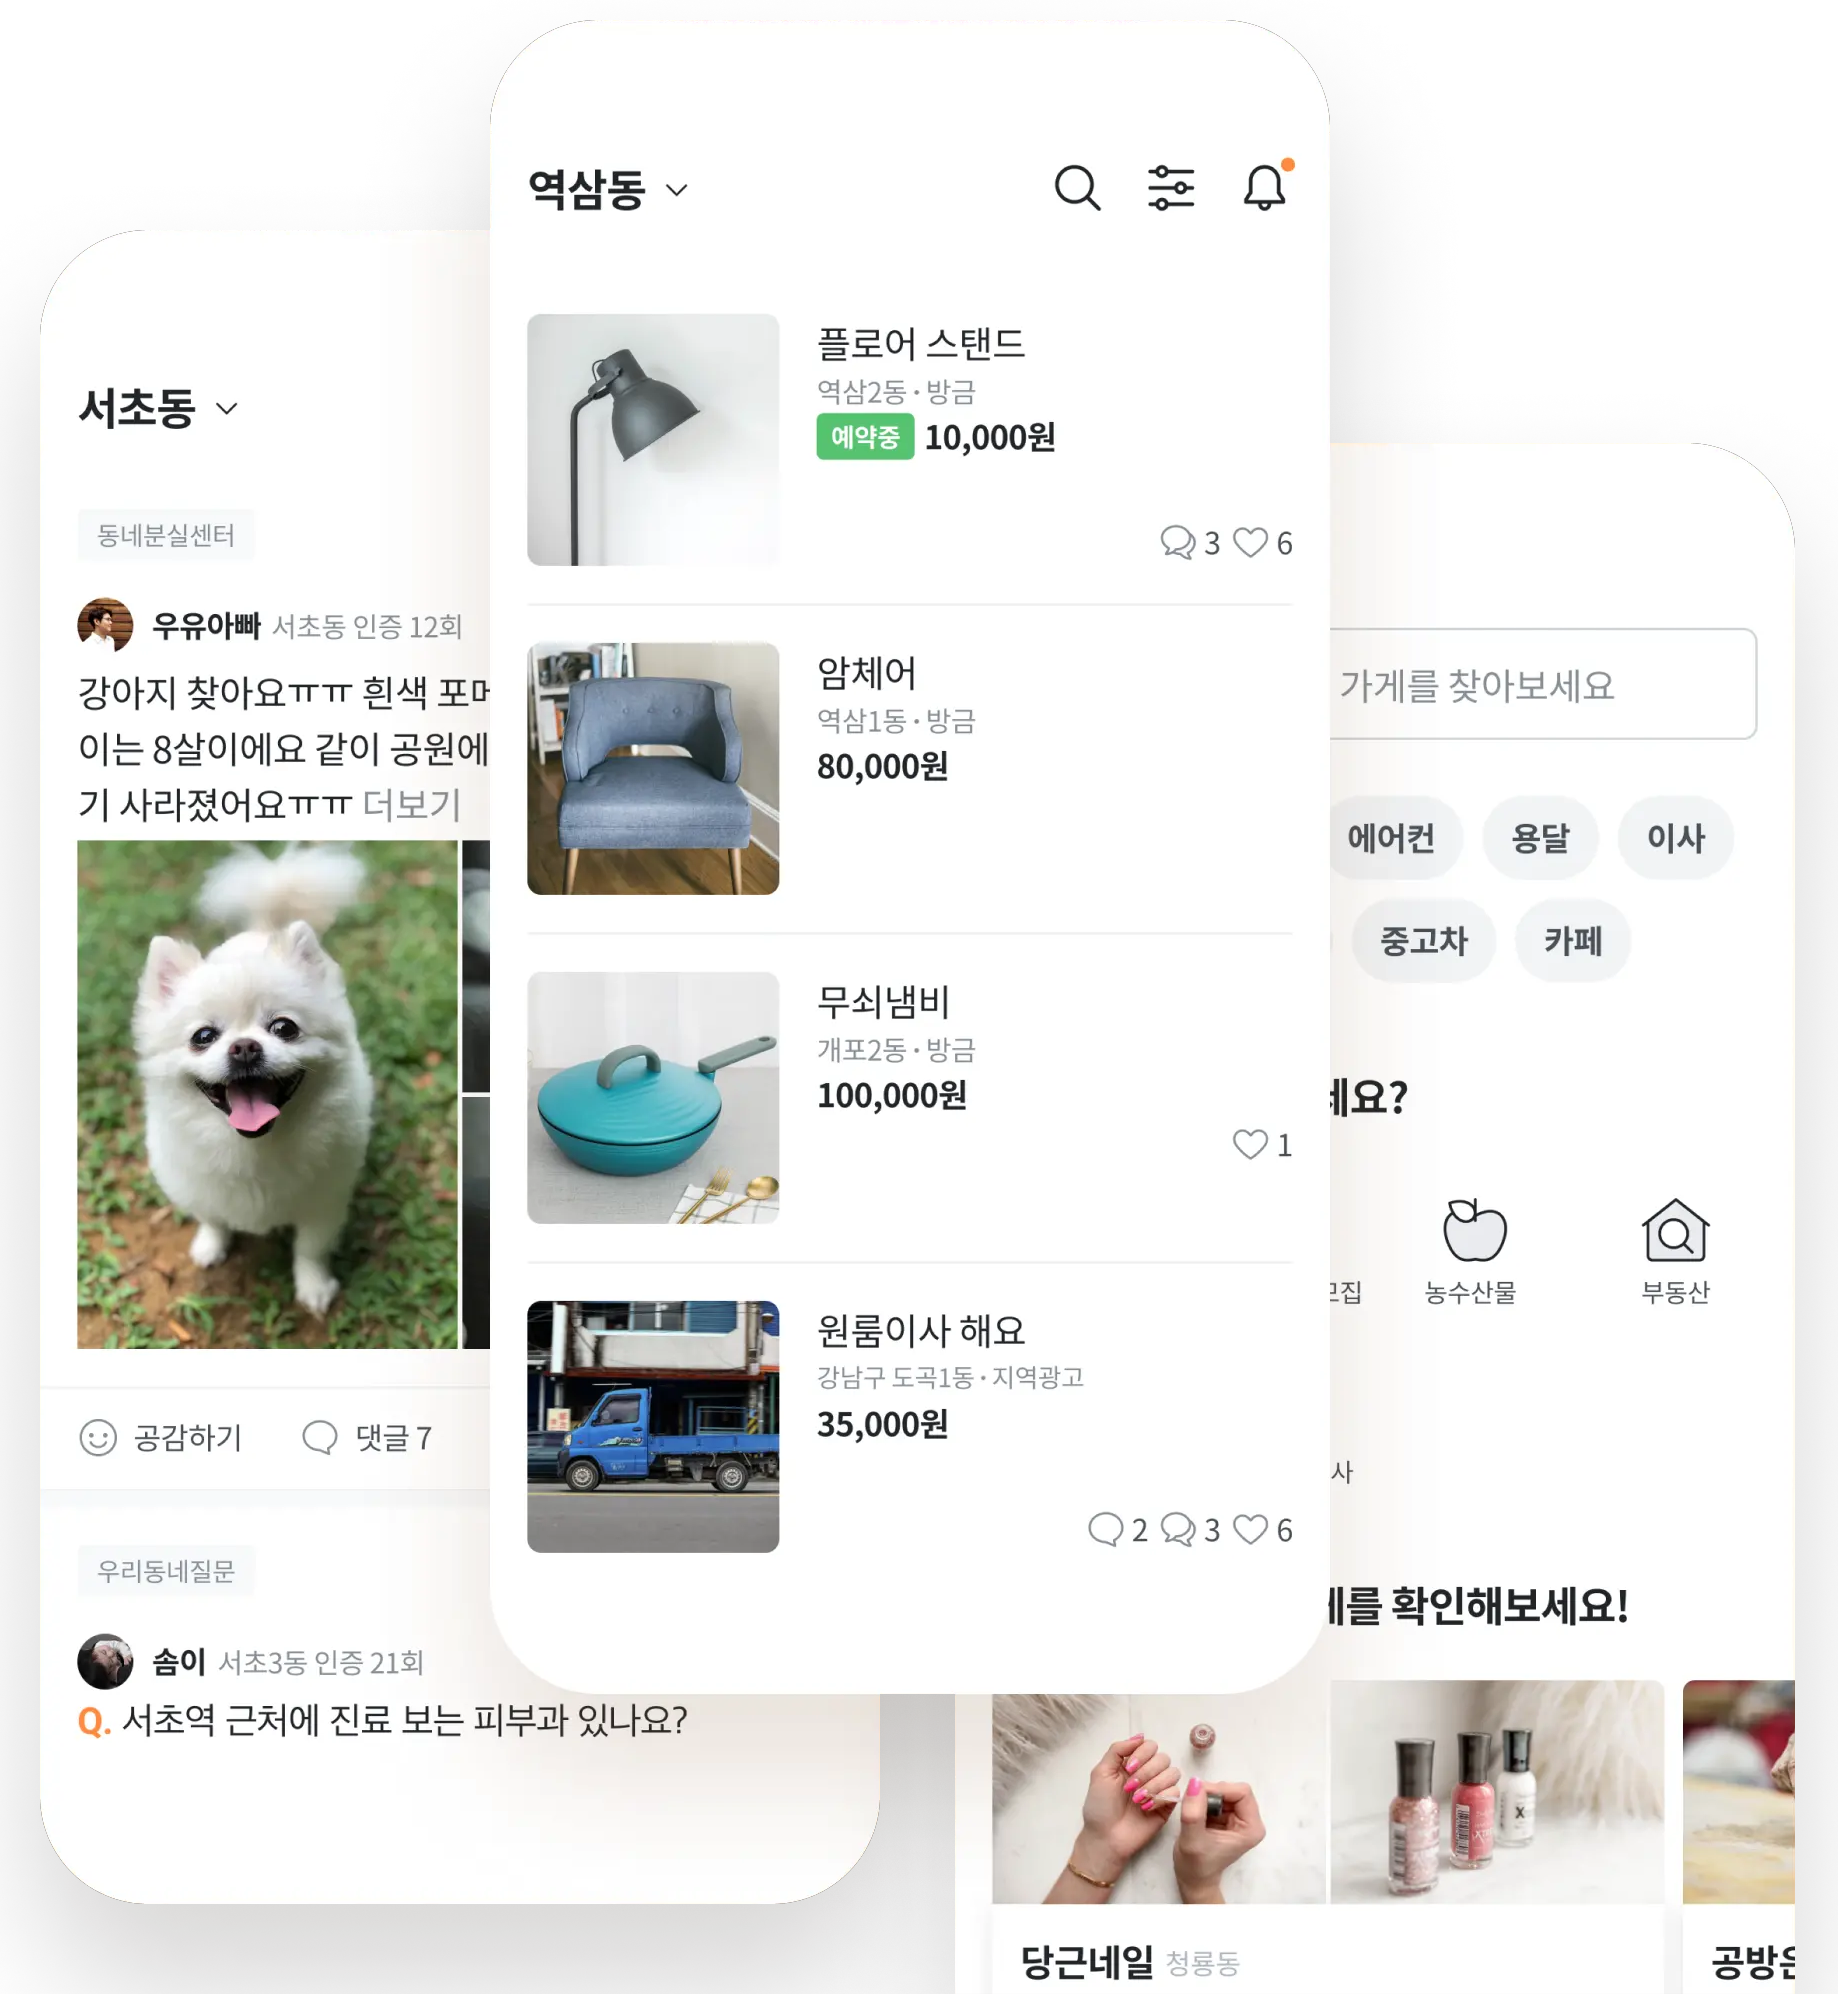 역삼동
플로어 스탠드
역삼2동 · 방금
예약중 10,000원
3 6
암체어
역삼1동 · 방금
80,000원
무쇠냄비
개포2동 · 방금
100,000원
1
원룸이사 해요
강남구 도곡1동 · 지역광고
35,000원
2 3 6
서초동
동네분실센터
우유아빠 서초동 인증 12회
강아지 찾아요ㅠㅠ 흰색
이는 8살이에요 같이 공원에
기 사라졌어요ㅠㅠ 더보기
공감하기 댓글 7
우리동네질문
솜이 서초3동 인증 21회
Q. 서초역 근처에 진료 보는 피부과 있나요?
가게를 찾아보세요
에어컨 용달 이사
중고차 카페
요?
농수산물 부동산
사
를 확인해보세요!
당근네일 청룡동
공방